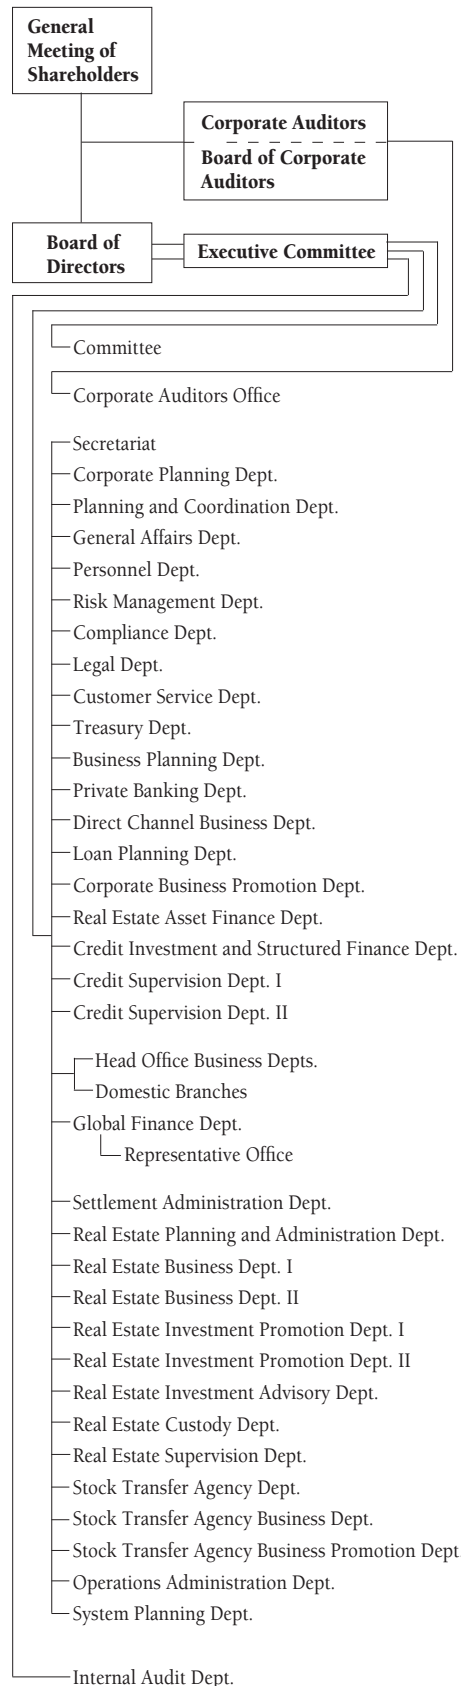 General
Meeting of
Shareholders
Corporate Auditors
Board of Corporate
Auditors
Board of
Directors
Executive Committee
Committee
Corporate Auditors Office
Secretariat
Corporate Planning Dept.
Planning and Coordination Dept.
General Affairs Dept.
Personnel Dept.
Risk Management Dept.
Compliance Dept.
Legal Dept.
Customer Service Dept.
Treasury Dept.
Business Planning Dept.
Private Banking Dept.
Direct Channel Business Dept.
Loan Planning Dept.
Corporate Business Promotion Dept.
Real Estate Asset Finance Dept.
Credit Investment and Structured Finance Dept.
Credit Supervision Dept. I
Credit Supervision Dept. II
Head Office Business Depts.
Domestic Branches
Global Finance Dept.
Representative Office
Settlement Administration Dept.
Real Estate Planning and Administration Dept.
Real Estate Business Dept. I
Real Estate Business Dept. II
Real Estate Investment Promotion Dept. I
Real Estate Investment Promotion Dept. II
Real Estate Investment Advisory Dept.
Real Estate Custody Dept.
Real Estate Supervision Dept.
Stock Transfer Agency Dept.
Stock Transfer Agency Business Dept.
Stock Transfer Agency Business Promotion Dept
Operations Administration Dept.
System Planning Dept.
Internal Audit Dept.